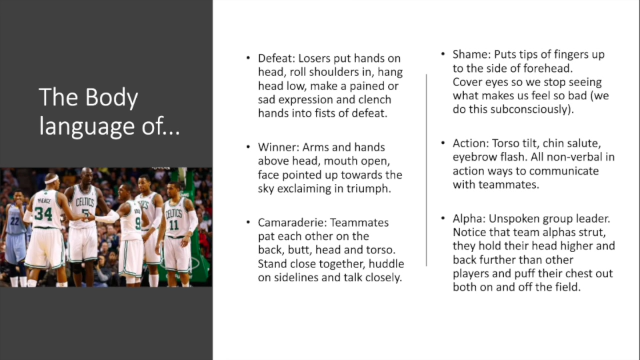 The Body
language of...
• Defeat: Losers put hands on
head, roll shoulders in, hang
head low, make a pained or
sad expression and clench
hands into fists of defeat.
• Winner: Arms and hands
above head, mouth open,
face pointed up towards the
sky exclaiming in triumph.
• Camaraderie: Teammates
pat each other on the
back, butt, head and torso.
Stand close together, huddle
on sidelines and talk closely.
• Shame: Puts tips of fingers up
to the side of forehead.
Cover eyes so we stop seeing
what makes us feel so bad (we
do this subconsciously).
• Action: Torso tilt, chin salute,
eyebrow flash. All non-verbal in
action ways to communicate
with teammates.
• Alpha: Unspoken group leader.
Notice that team alphas strut,
they hold their head higher and
back further than other
players and puff their chest out
both on and off the field.
22
34
CELTICS
5
9
CELTICS
11